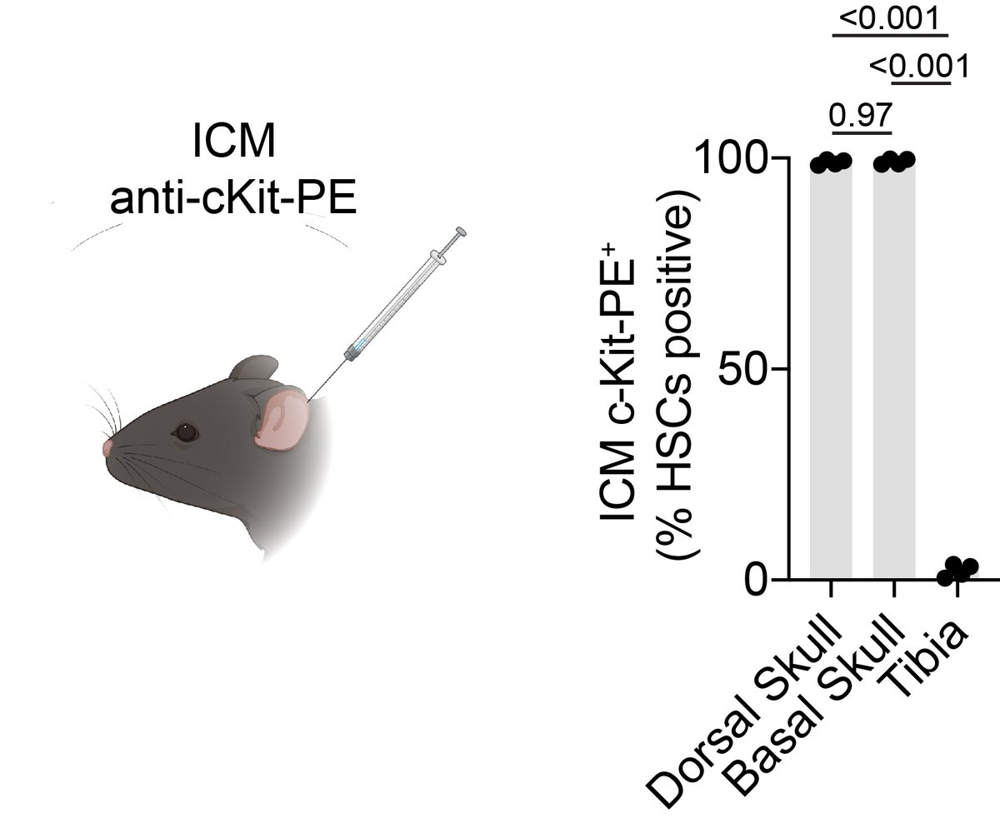 ICM
anti-cKit-PE
<0.001
<0.001
0.97
ICM c-Kit-PE⁺
(% HSCs positive)
100
50
0
Dorsal Skull
Basal Skull
Tibia